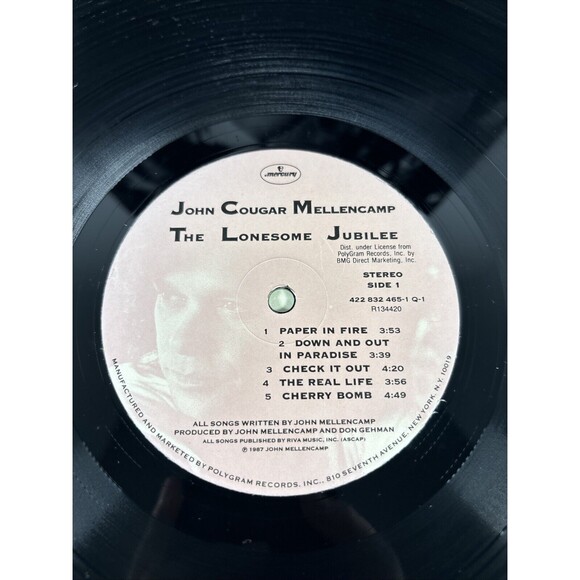 mercury
JOHN COUGAR MELLENCAMP
THE LONESOME JUBILEE
Dist. under License from
PolyGram Records, Inc. by
BMG Direct Marketing, Inc.
STEREO
SIDE 1
422 832 465-1 Q-1
R134420
1 PAPER IN FIRE 3:53
2 DOWN AND OUT
IN PARADISE 3:39
3 CHECK IT OUT 4:20
4 THE REAL LIFE 3:56
5 CHERRY BOMB 4:49
ALL SONGS WRITTEN BY JOHN MELLENCAMP
PRODUCED BY JOHN MELLENCAMP AND DON GEHMAN
ALL SONGS PUBLISHED BY RIVA MUSIC, INC. (ASCAP)
℗ 1987 JOHN MELLENCAMP
MANUFACTURED AND MARKETED BY POLYGRAM RECORDS, INC., 810 SEVENTH AVENUE, NEW YORK, N.Y. 10019